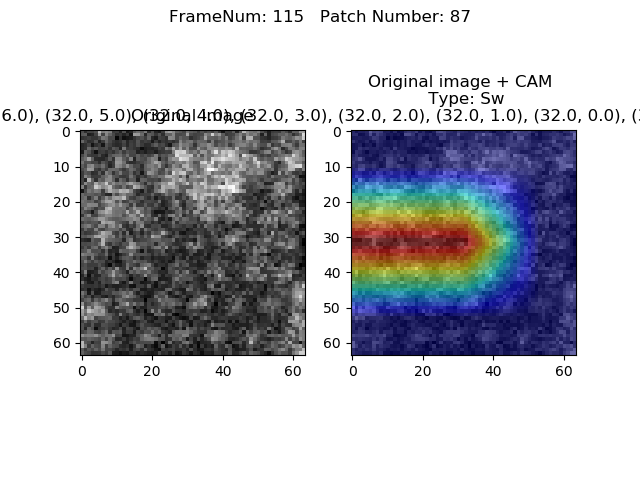 FrameNum: 115   Patch Number: 87
Original image + CAM
Type: Sw
6.0), (32.0, 5.0), (32.0, 4.0), (32.0, 3.0), (32.0, 2.0), (32.0, 1.0), (32.0, 0.0), (3
Original image
0
10
20
30
40
50
60
0 20 40 60
0
10
20
30
40
50
60
0 20 40 60